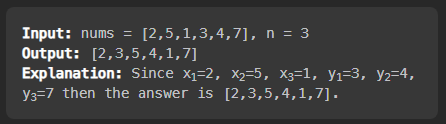 Input: nums = [2,5,1,3,4,7], n = 3
Output: [2,3,5,4,1,7]
Explanation: Since x₁=2, x₂=5, x₃=1, y₁=3, y₂=4,
y₃=7 then the answer is [2,3,5,4,1,7].